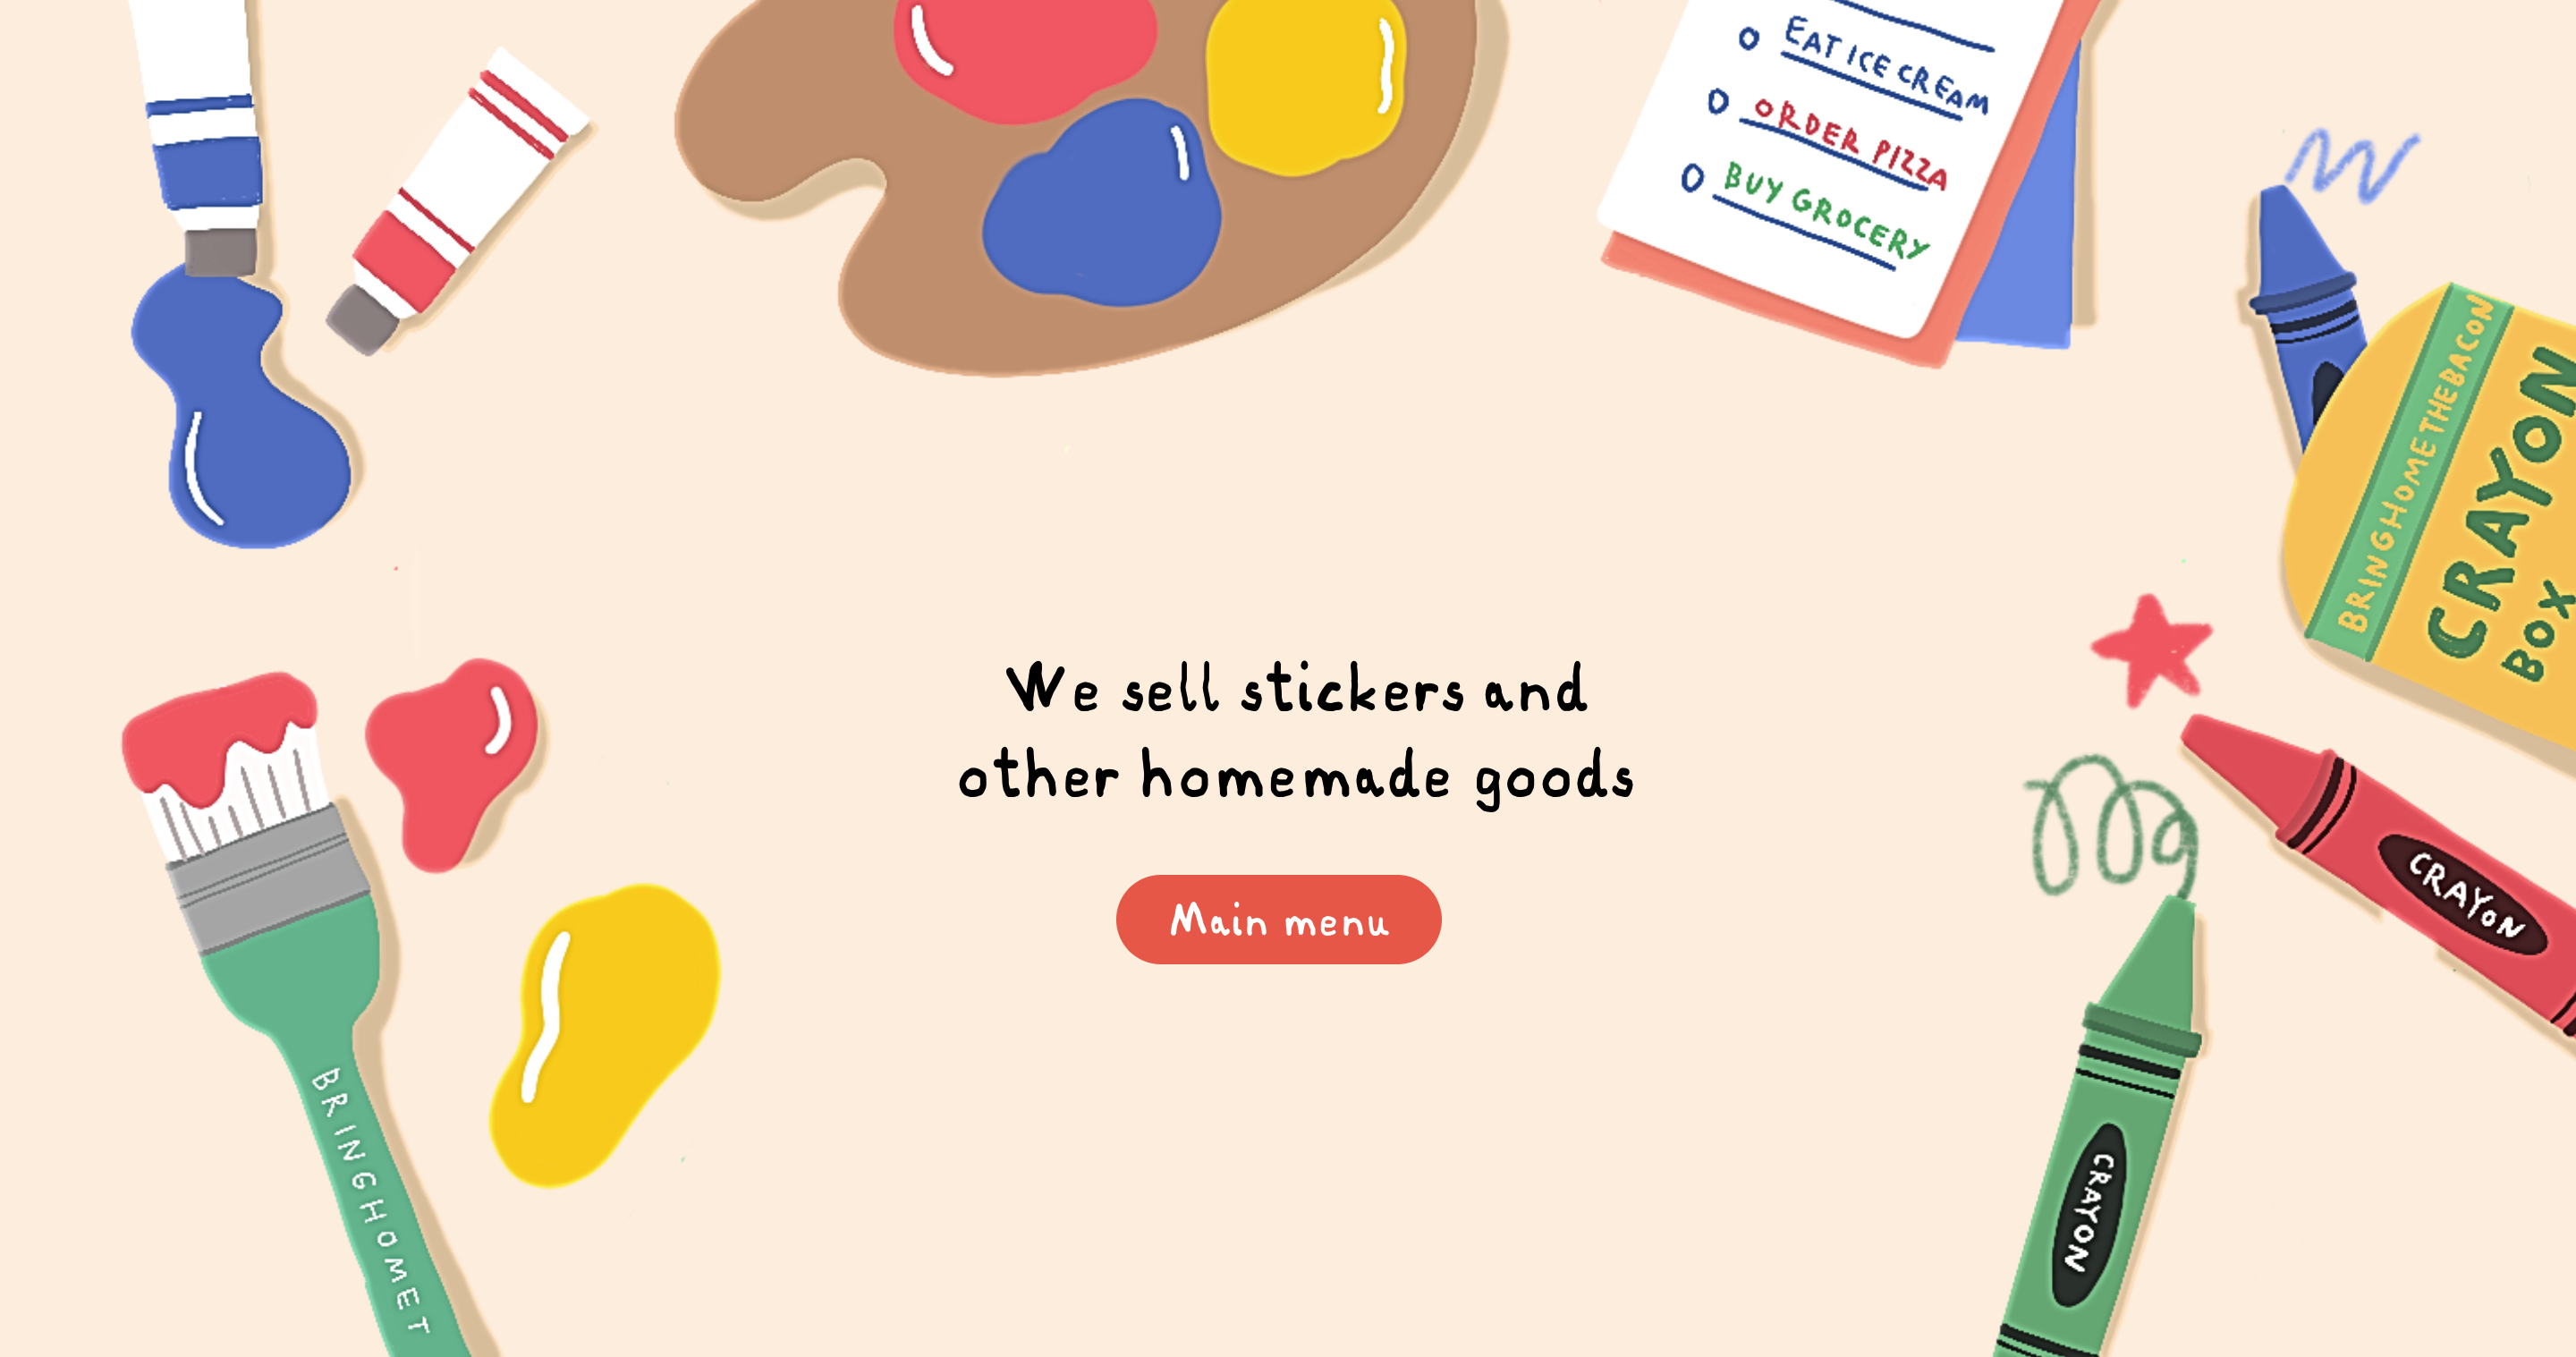 EAT ICE CREAM
ORDER PIZZA
BUY GROCERY
BRINGHOMETHEBACON
CRAYON
BOX
We sell stickers and
other homemade goods
Main menu
CRAYON
CRAYON
BRINGHOMET